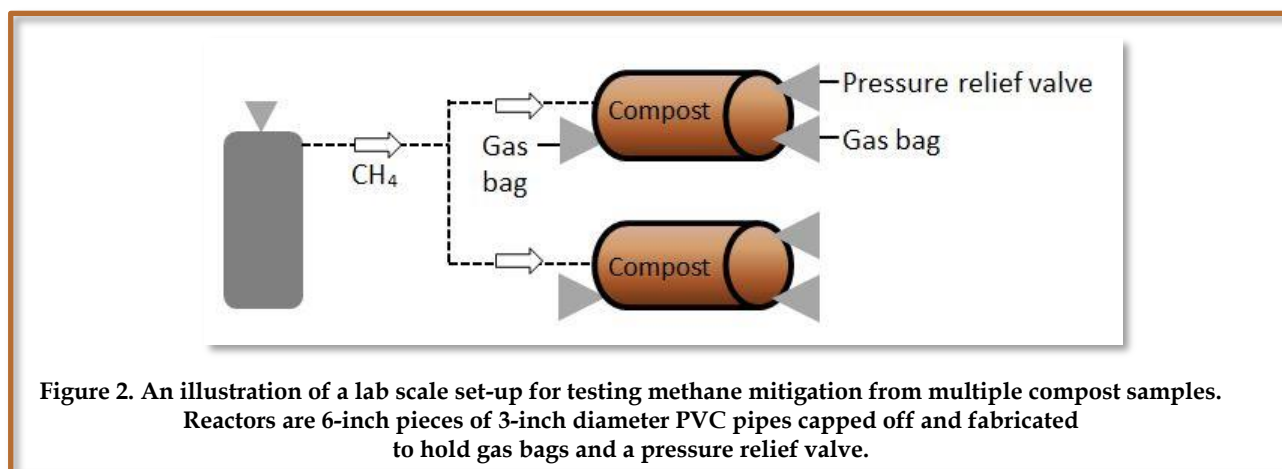 Compost
Pressure relief valve
Gas
bag
Gas bag
CH₄
Compost
Figure 2. An illustration of a lab scale set-up for testing methane mitigation from multiple compost samples.
Reactors are 6-inch pieces of 3-inch diameter PVC pipes capped off and fabricated
to hold gas bags and a pressure relief valve.